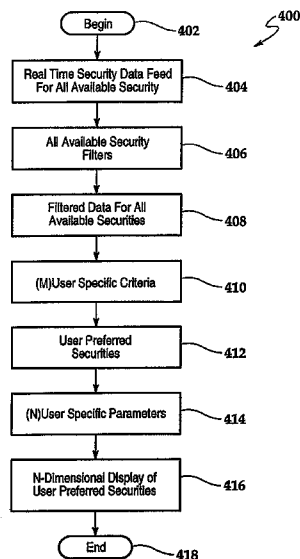 Begin
402
400
Real Time Security Data Feed
For All Available Security
404
All Available Security
Filters
406
Filtered Data For All
Available Securities
408
(M)User Specific Criteria
410
User Preferred
Securities
412
(N)User Specific Parameters
414
N-Dimensional Display of
User Preferred Securities
416
End
418